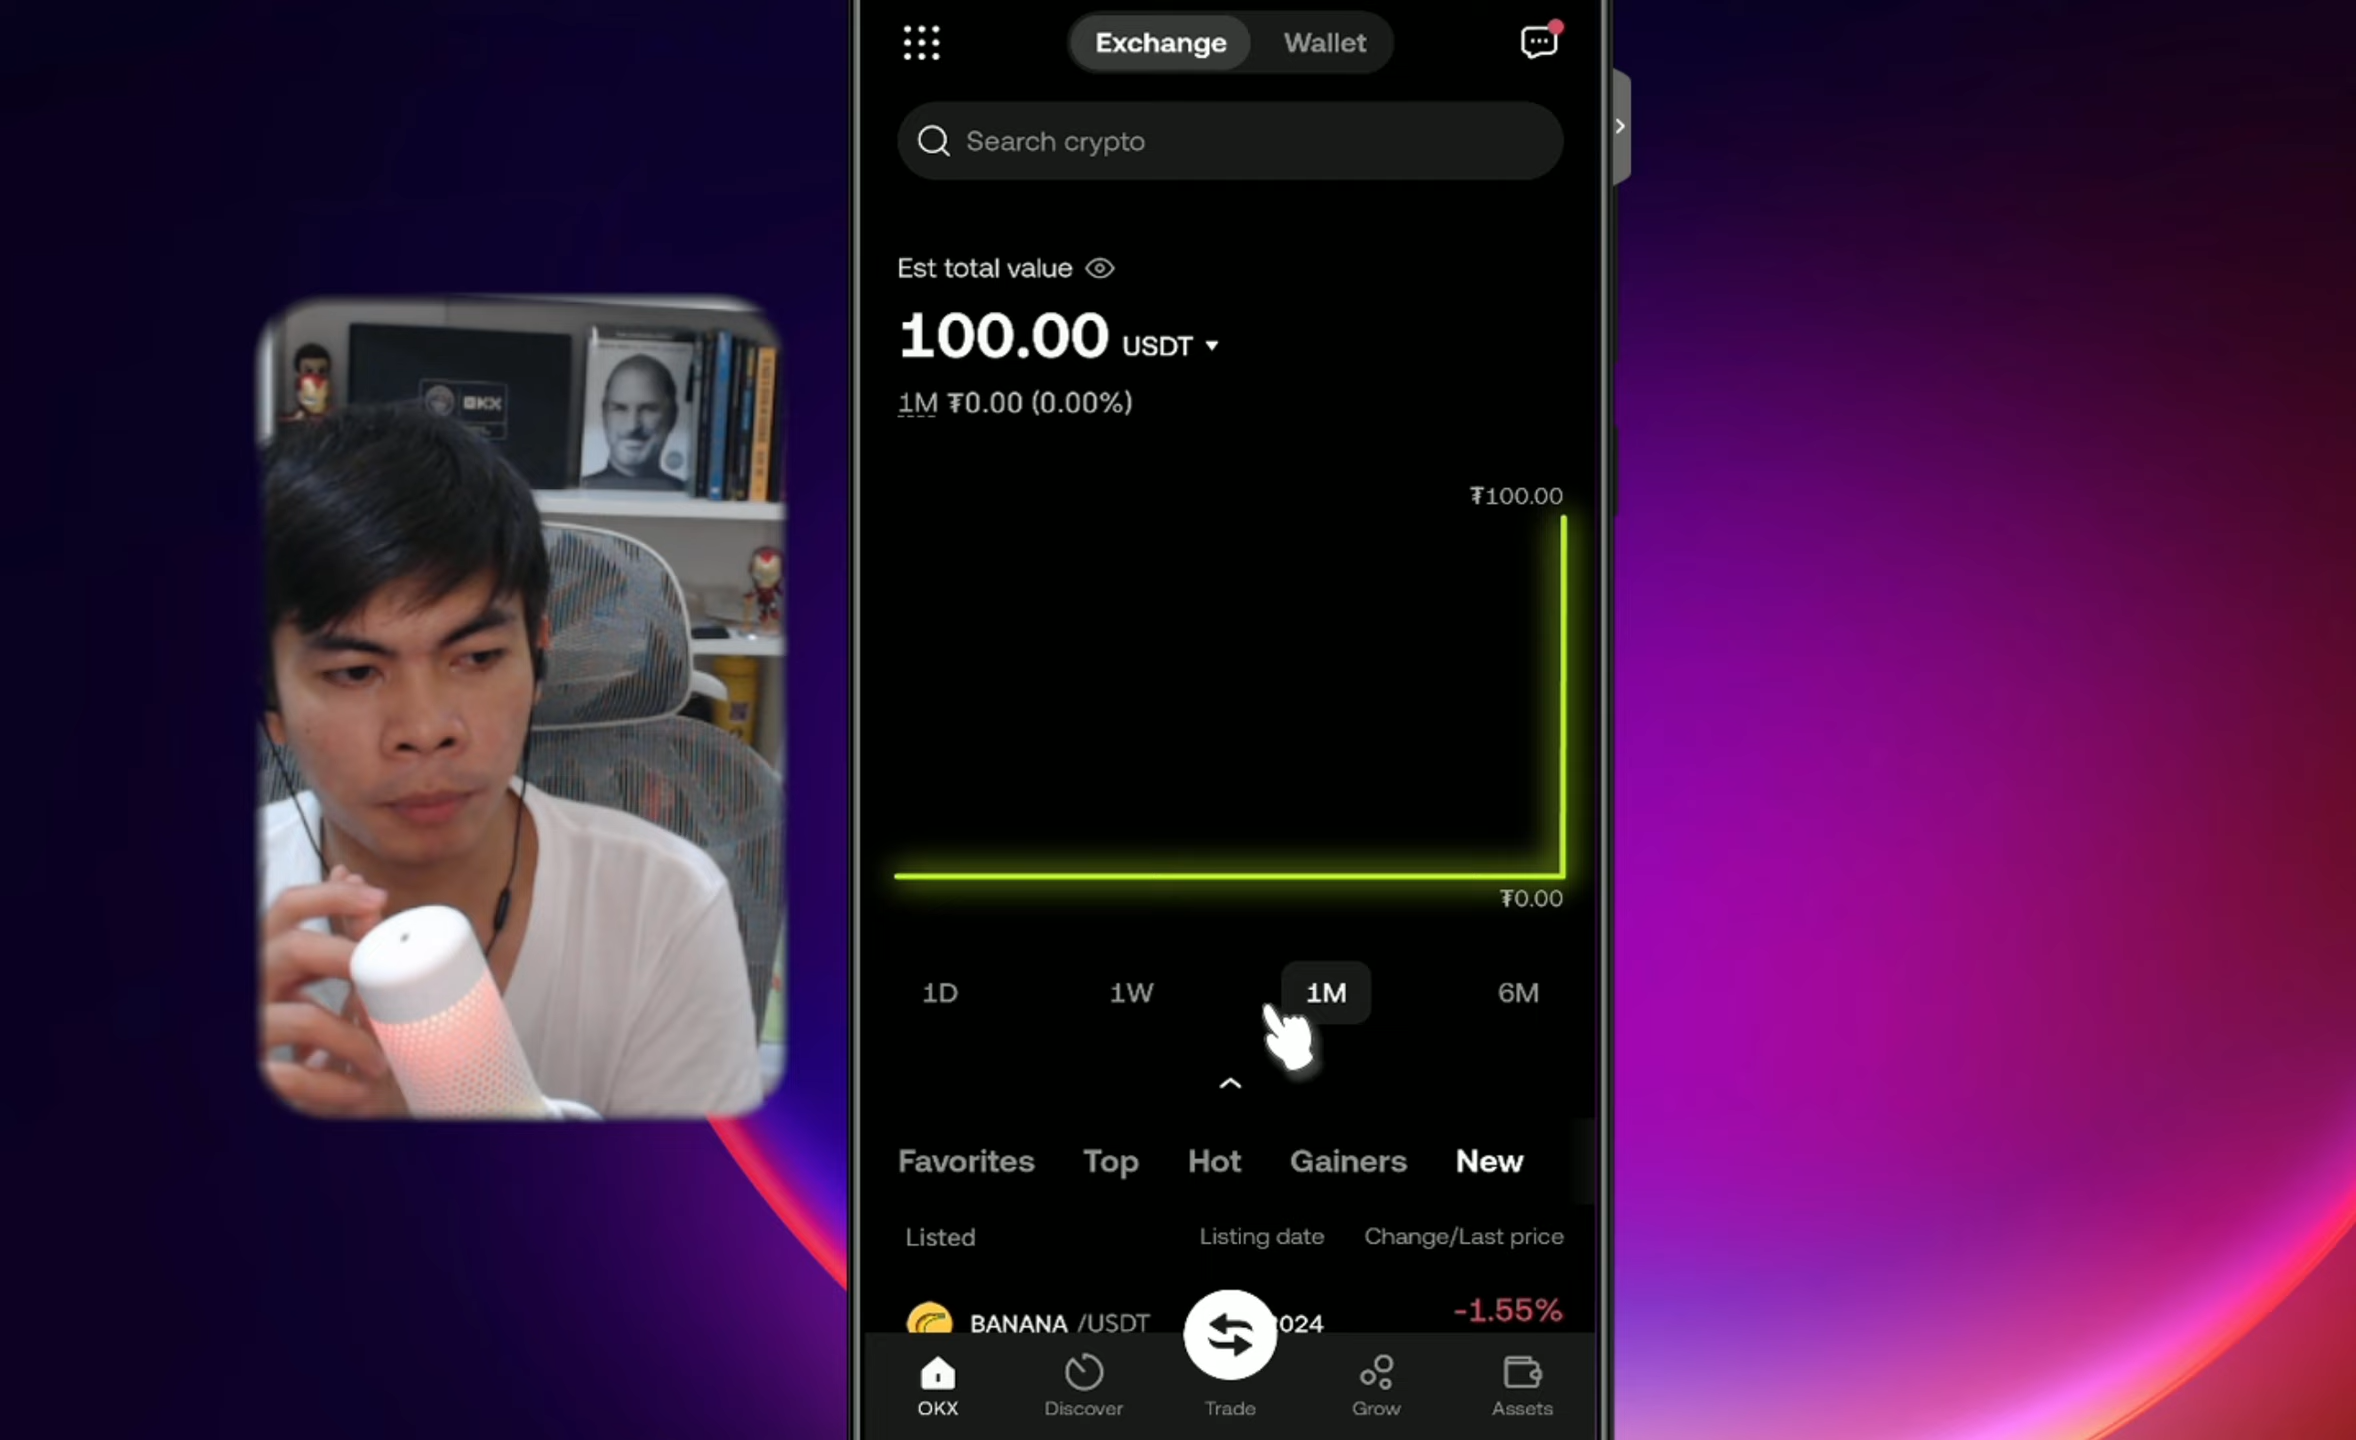 Exchange Wallet
Search crypto
Est total value
100.00 USDT
1M ₮0.00 (0.00%)
₮100.00
₮0.00
1D 1W 1M 6M
Favorites Top Hot Gainers New
Listed Listing date Change/Last price
BANANA /USDT 024 -1.55%
OKX Discover Trade Grow Assets
OKX